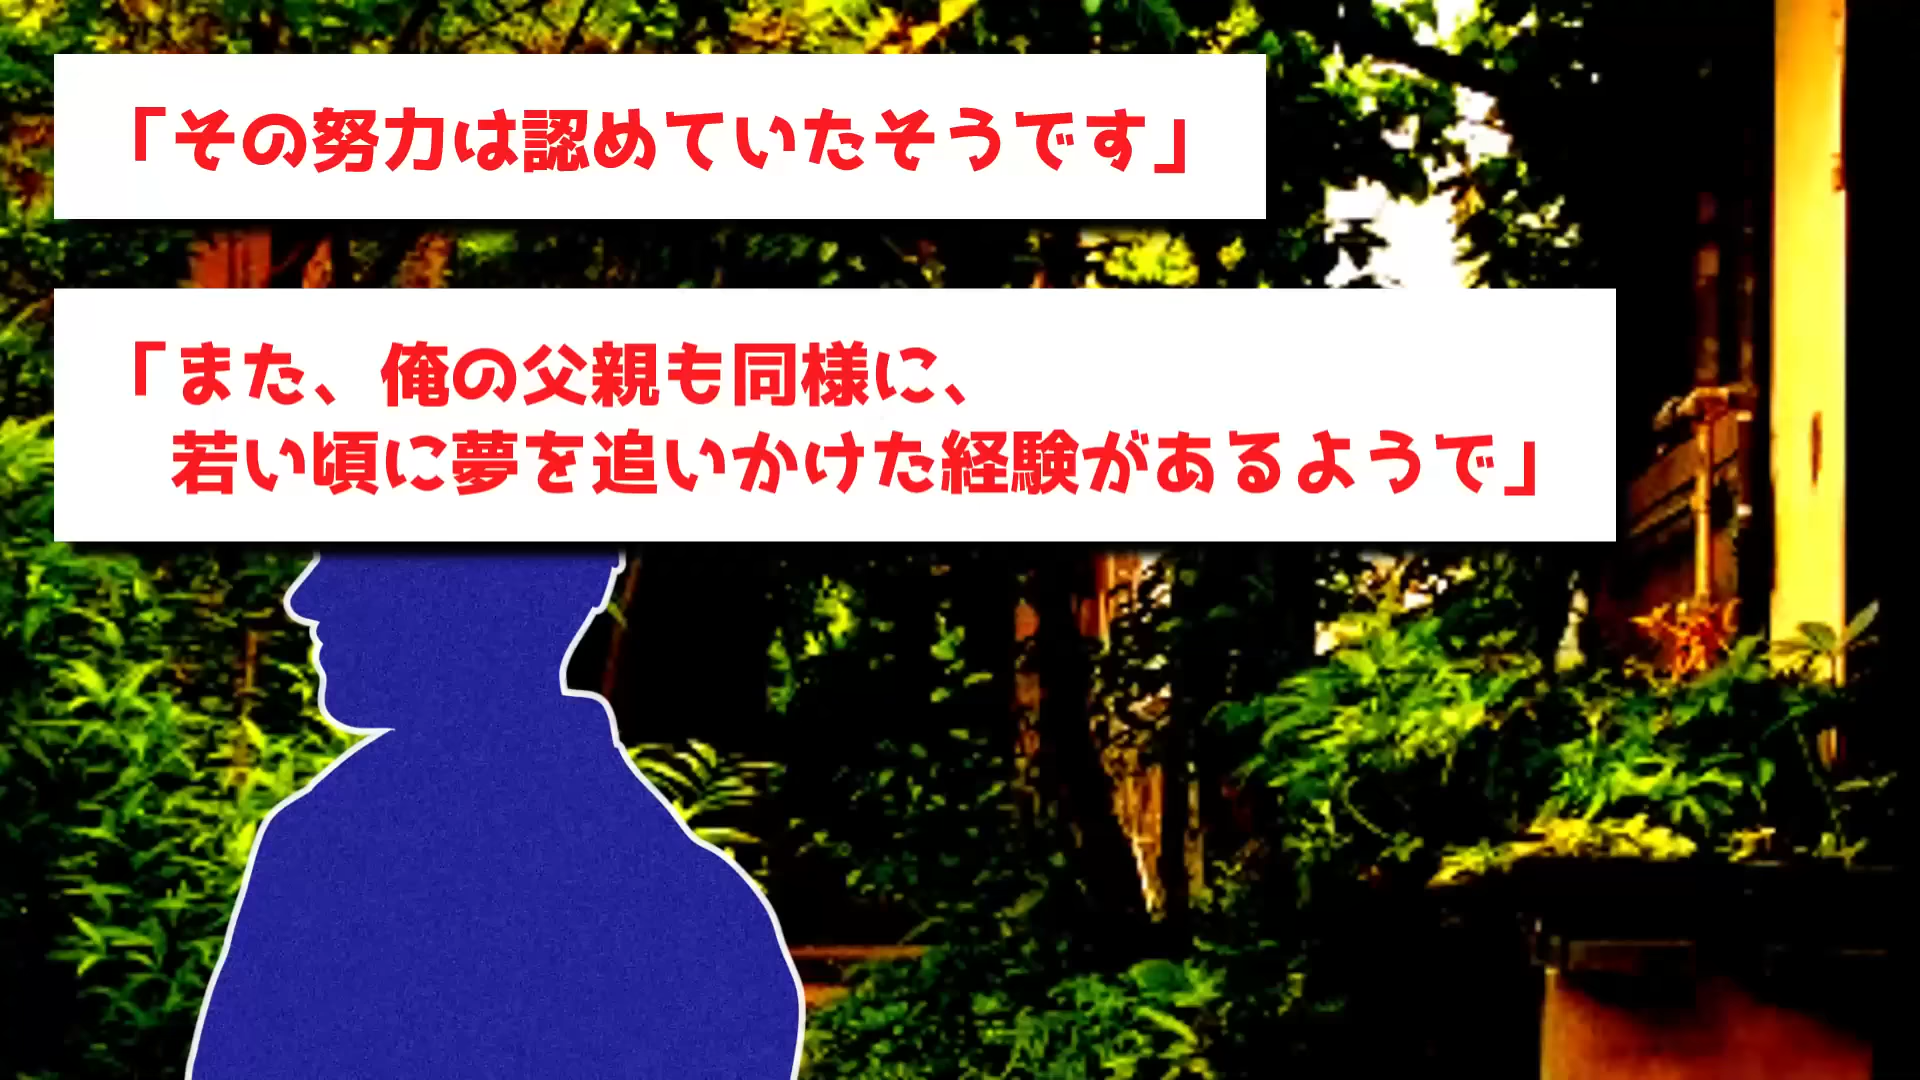 「その努力は認めていたそうです」
「また、俺の父親も同様に、
若い頃に夢を追いかけた経験があるようで」